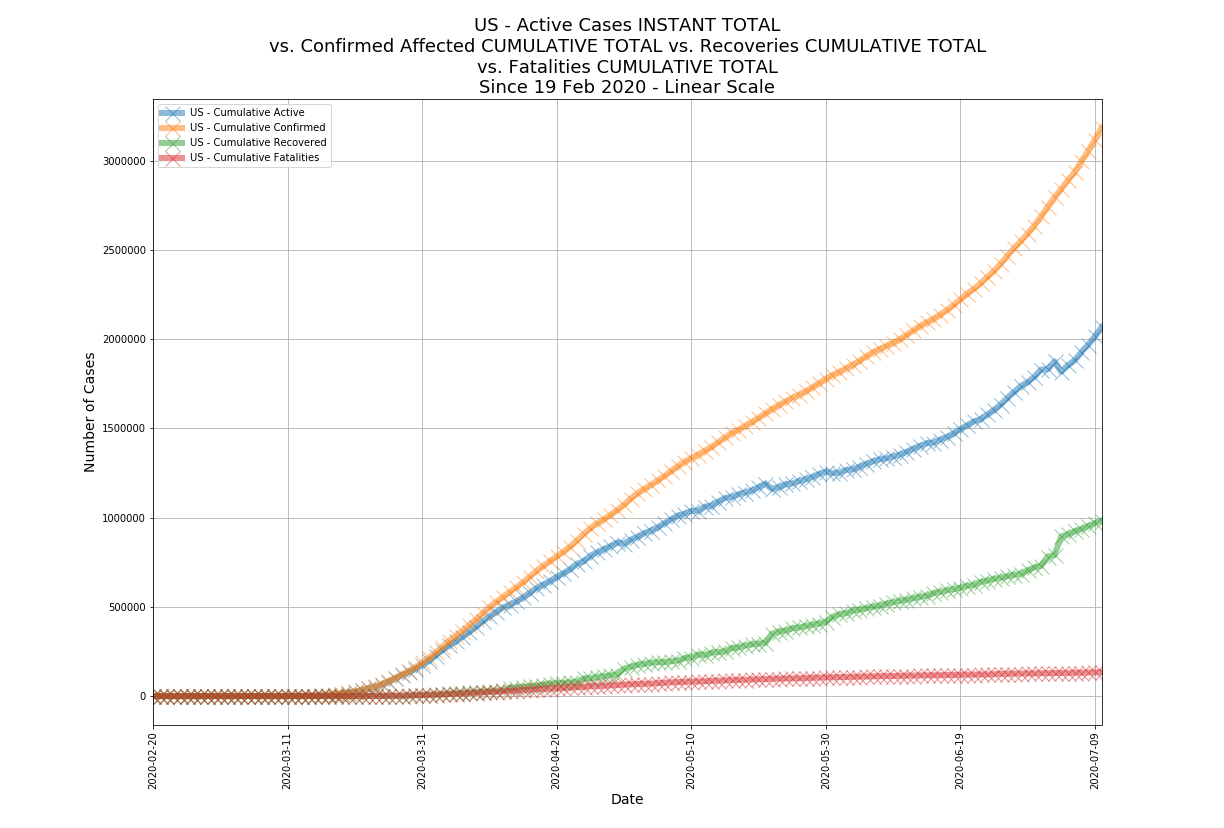 US - Active Cases INSTANT TOTAL
vs. Confirmed Affected CUMULATIVE TOTAL vs. Recoveries CUMULATIVE TOTAL
vs. Fatalities CUMULATIVE TOTAL
Since 19 Feb 2020 - Linear Scale
US - Cumulative Active
US - Cumulative Confirmed
US - Cumulative Recovered
US - Cumulative Fatalities
3000000
2500000
2000000
1500000
1000000
500000
0
Number of Cases
2020-02-20
2020-03-11
2020-03-31
2020-04-20
2020-05-10
2020-05-30
2020-06-19
2020-07-09
Date